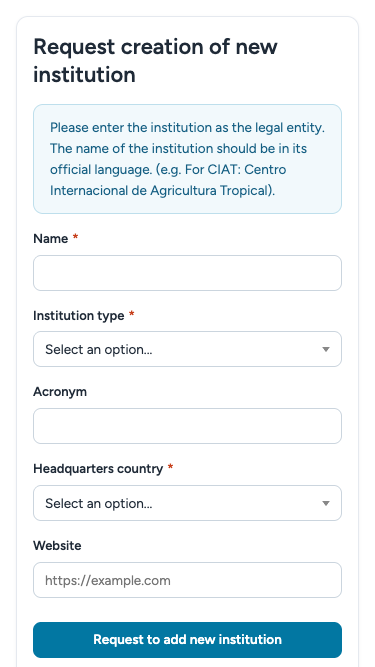 Request creation of new
institution
Please enter the institution as the legal entity.
The name of the institution should be in its
official language. (e.g. For CIAT: Centro
Internacional de Agricultura Tropical).
Name *
Institution type *
Select an option...
Acronym
Headquarters country *
Select an option...
Website
https://example.com
Request to add new institution